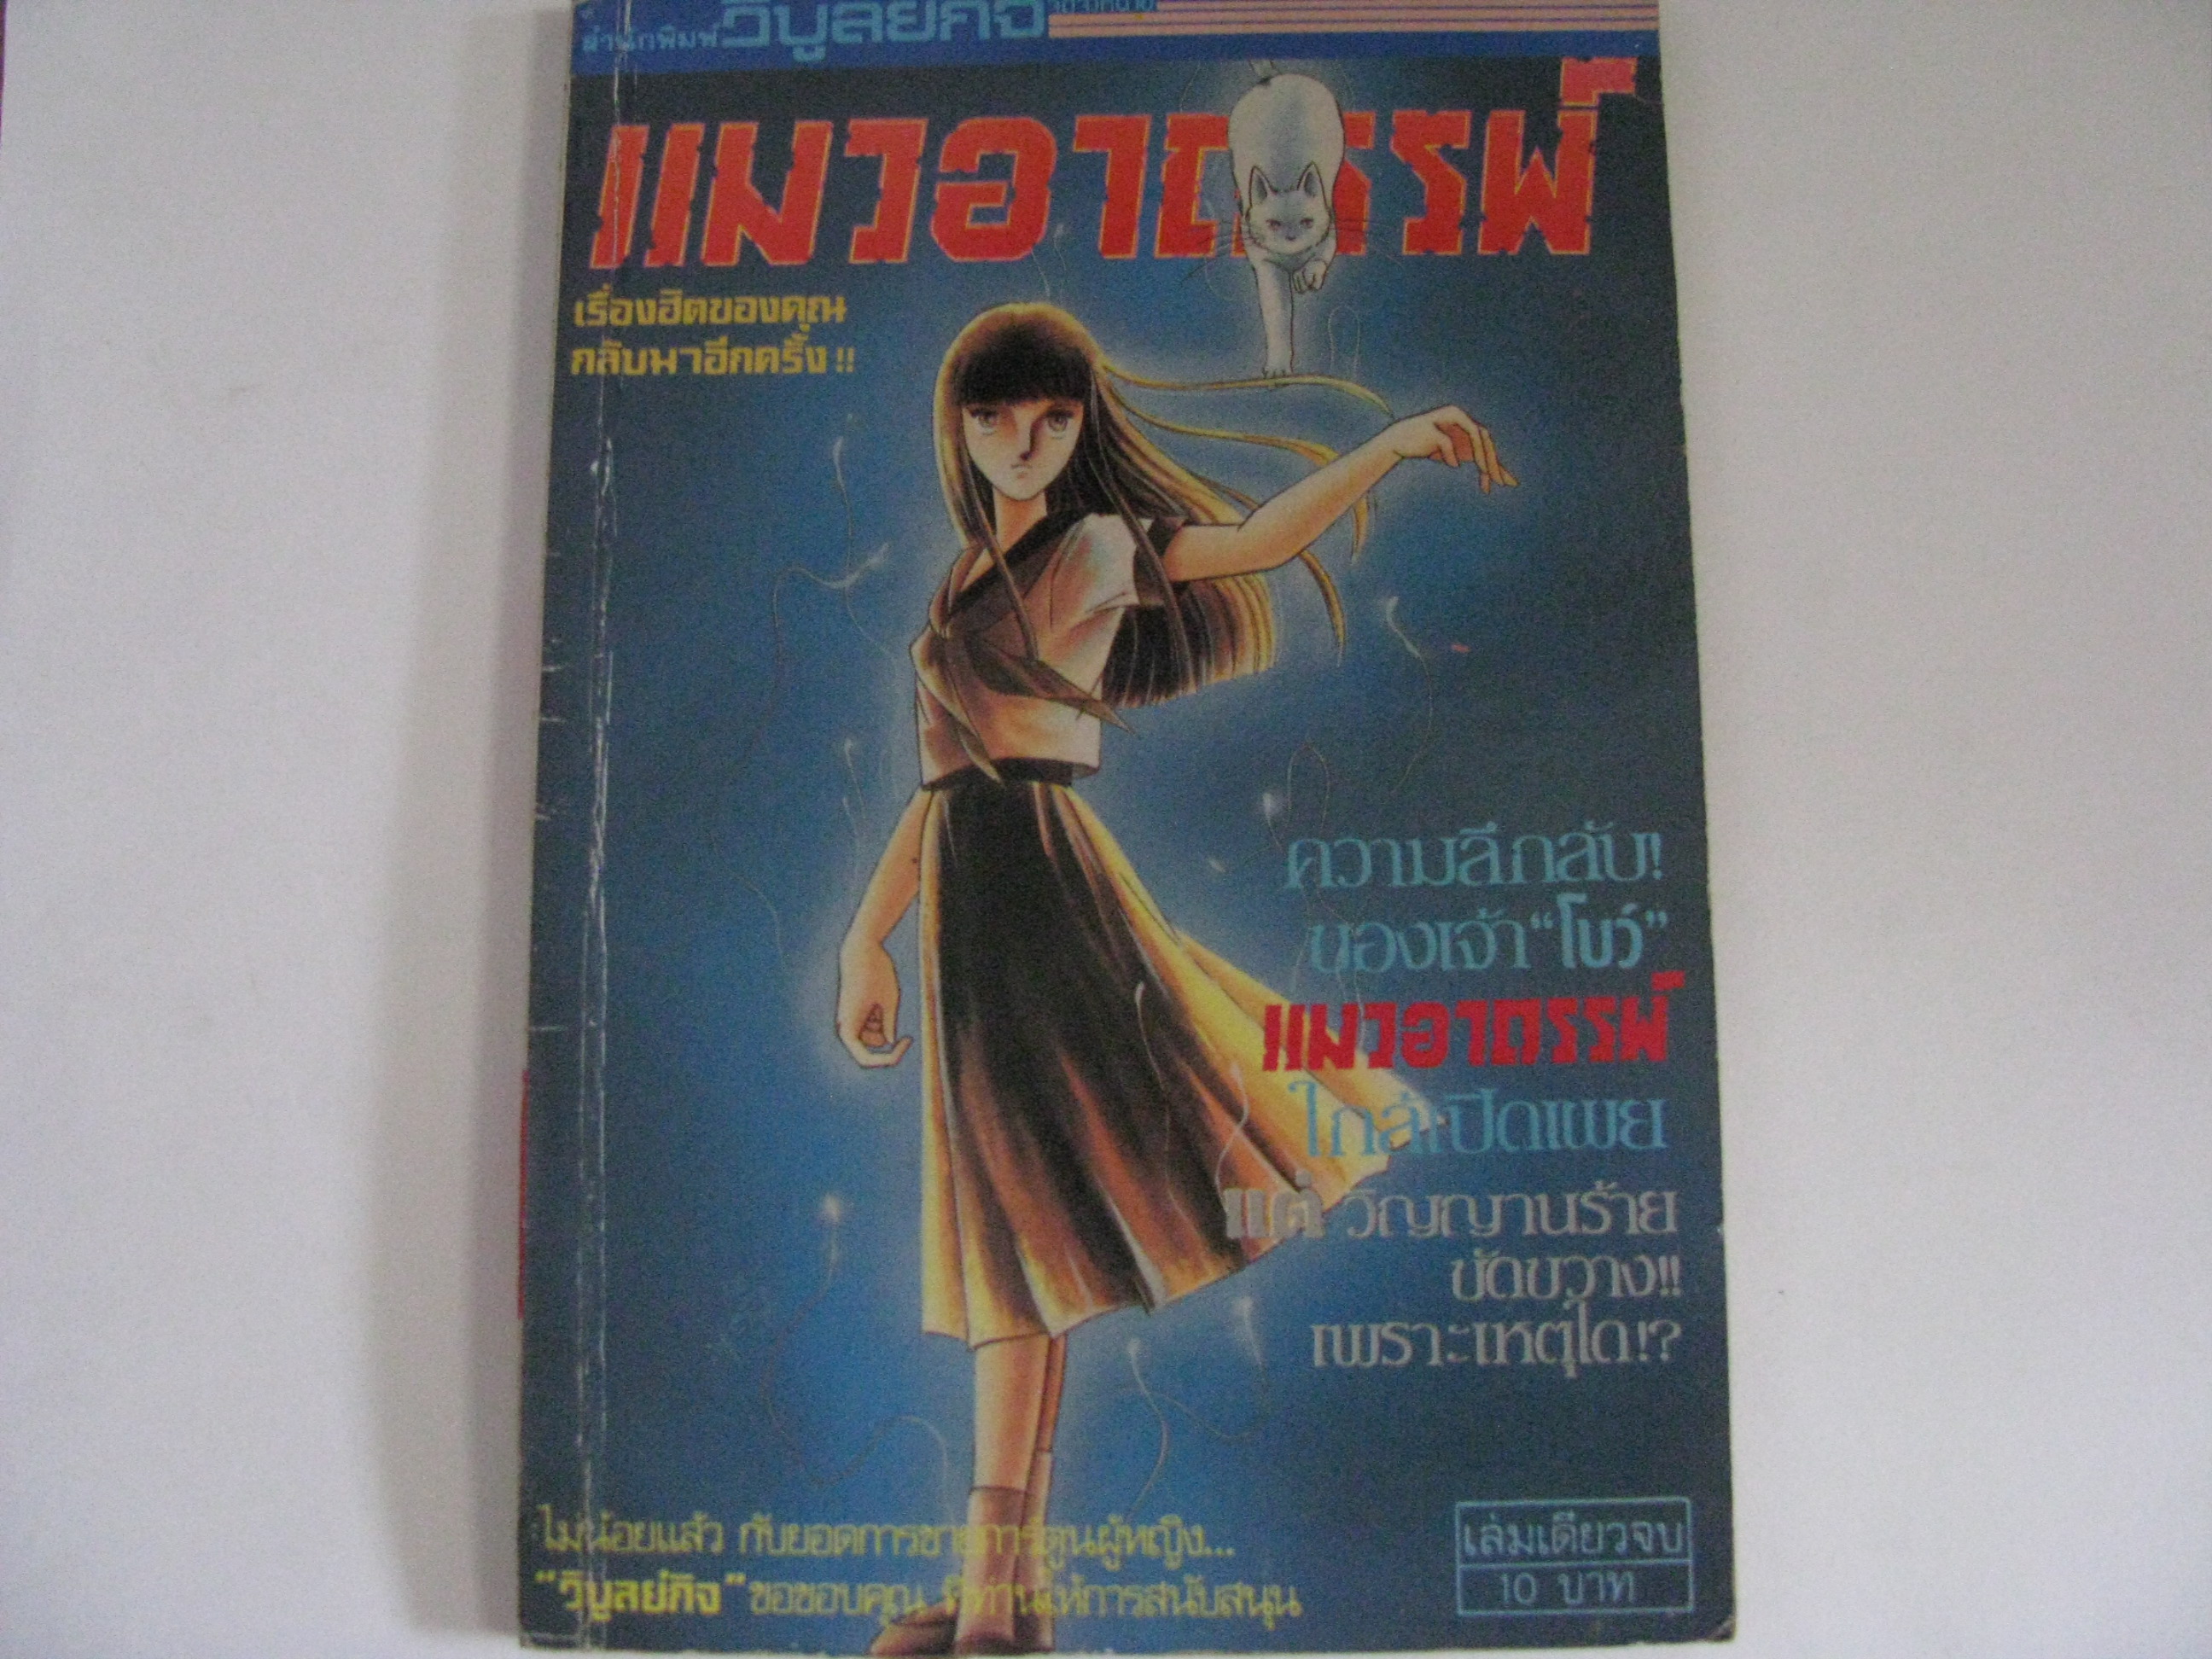 สำนักพิมพ์ วิบูลย์กิจ
แมวอาถรรพ์
เรื่องฮิตของคุณ
กลับมาอีกครั้ง!!
ความลึกลับ!
ของเจ้า "โบว์"
แมวอาถรรพ์
ใกล้เปิดเผย
แต่ วิญญานร้าย
ขัดขวาง!!
เพราะเหตุใด!?
ไม่น้อยแล้ว กับยอดการขายการ์ตูนผู้หญิง...
"วิบูลย์กิจ" ขอขอบคุณ ที่ท่านให้การสนับสนุน
เล่มเดียวจบ
10 บาท